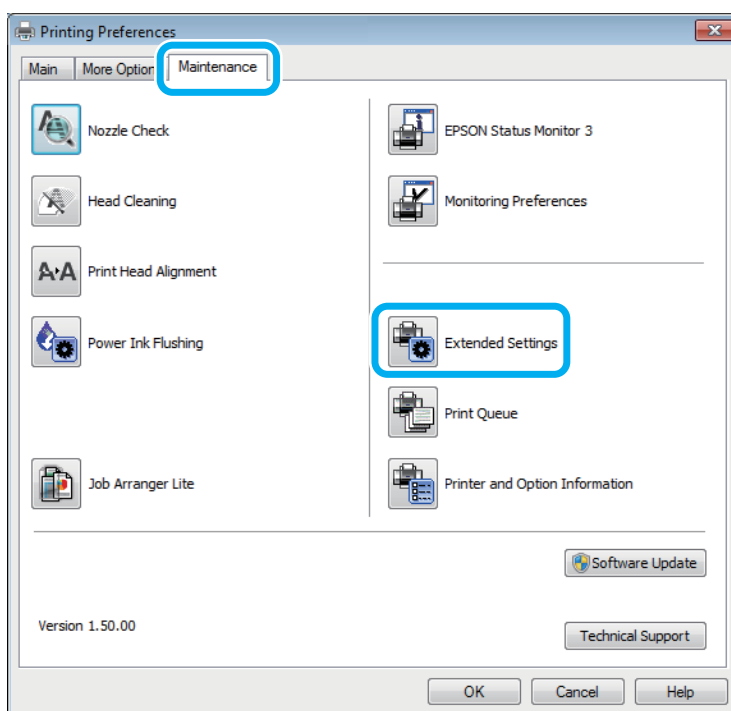 Printing Preferences
Main
More Option
Maintenance
Nozzle Check
EPSON Status Monitor 3
Head Cleaning
Monitoring Preferences
A A
Print Head Alignment
Power Ink Flushing
Extended Settings
Print Queue
Job Arranger Lite
Printer and Option Information
Software Update
Version 1.50.00
Technical Support
OK
Cancel
Help